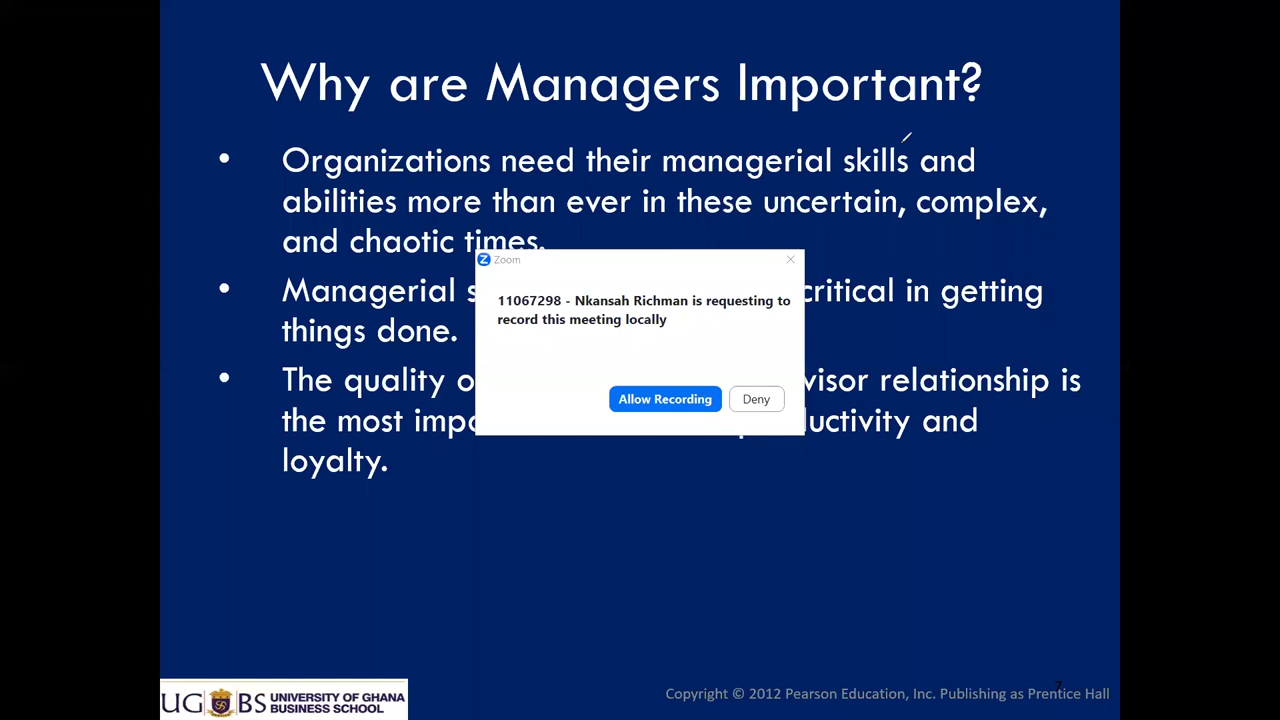 Why are Managers Important?
• Organizations need their managerial skills and
abilities more than ever in these uncertain, complex,
and chaotic times.
• Managerial critical in getting
things done.
• The quality relationship is
the most and
loyalty.
Zoom
11067298 - Nkansah Richman is requesting to
record this meeting locally
Allow Recording Deny
UGBS UNIVERSITY OF GHANA
BUSINESS SCHOOL
7
Copyright © 2012 Pearson Education, Inc. Publishing as Prentice Hall